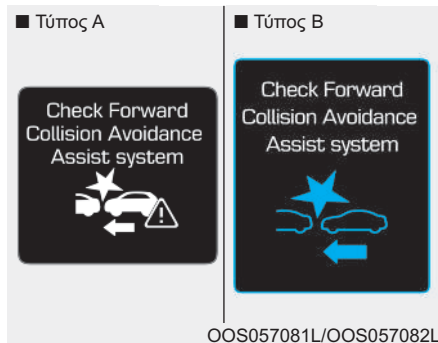 ■ Τύπος A
■ Τύπος B
Check Forward
Collision Avoidance
Assist system
Check Forward
Collision Avoidance
Assist system
OOS057081L/OOS057082L